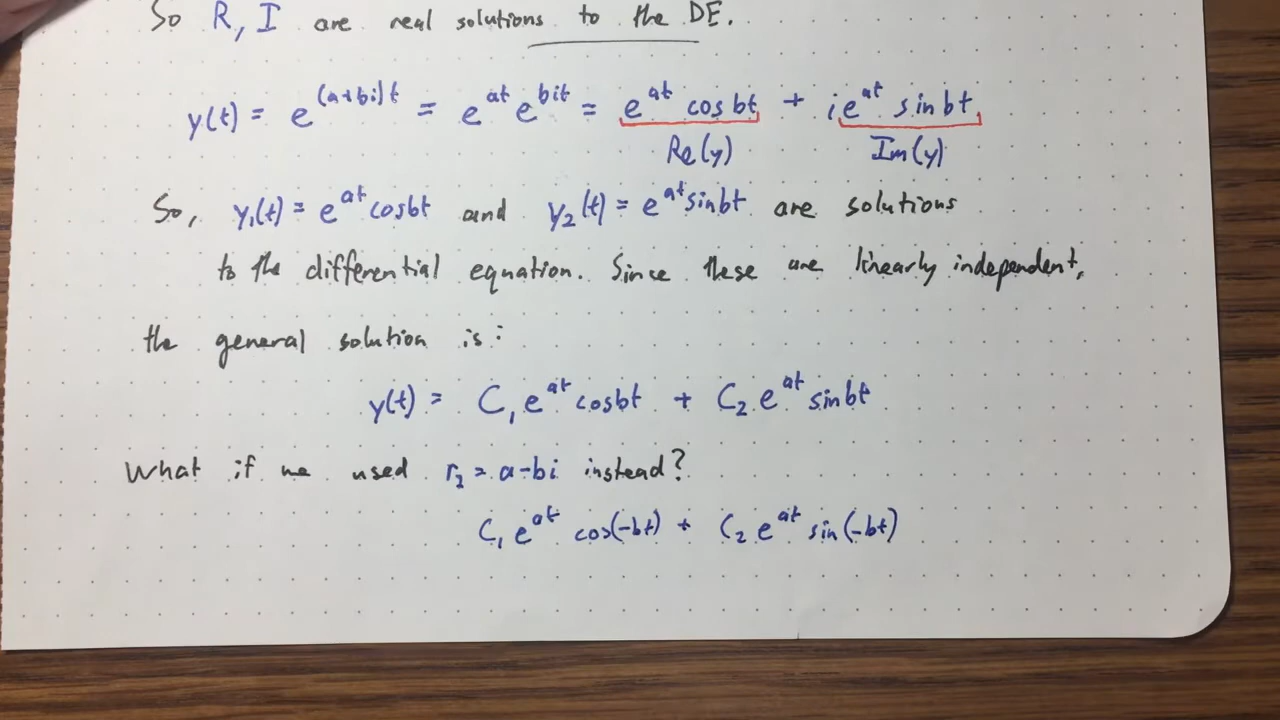 So R, I are real solutions to the DE.
y(t) = e^{(a+bi)t} = e^{at} e^{bit} = e^{at} cos bt + i e^{at} sin bt
Re(y) Im(y)
So, y₁(t) = e^{at} cos bt and y₂(t) = e^{at} sin bt are solutions
to the differential equation. Since these are linearly independent,
the general solution is:
y(t) = C₁ e^{at} cos bt + C₂ e^{at} sin bt
What if we used r₂ = a-bi instead?
C₁ e^{at} cos(-bt) + C₂ e^{at} sin(-bt)